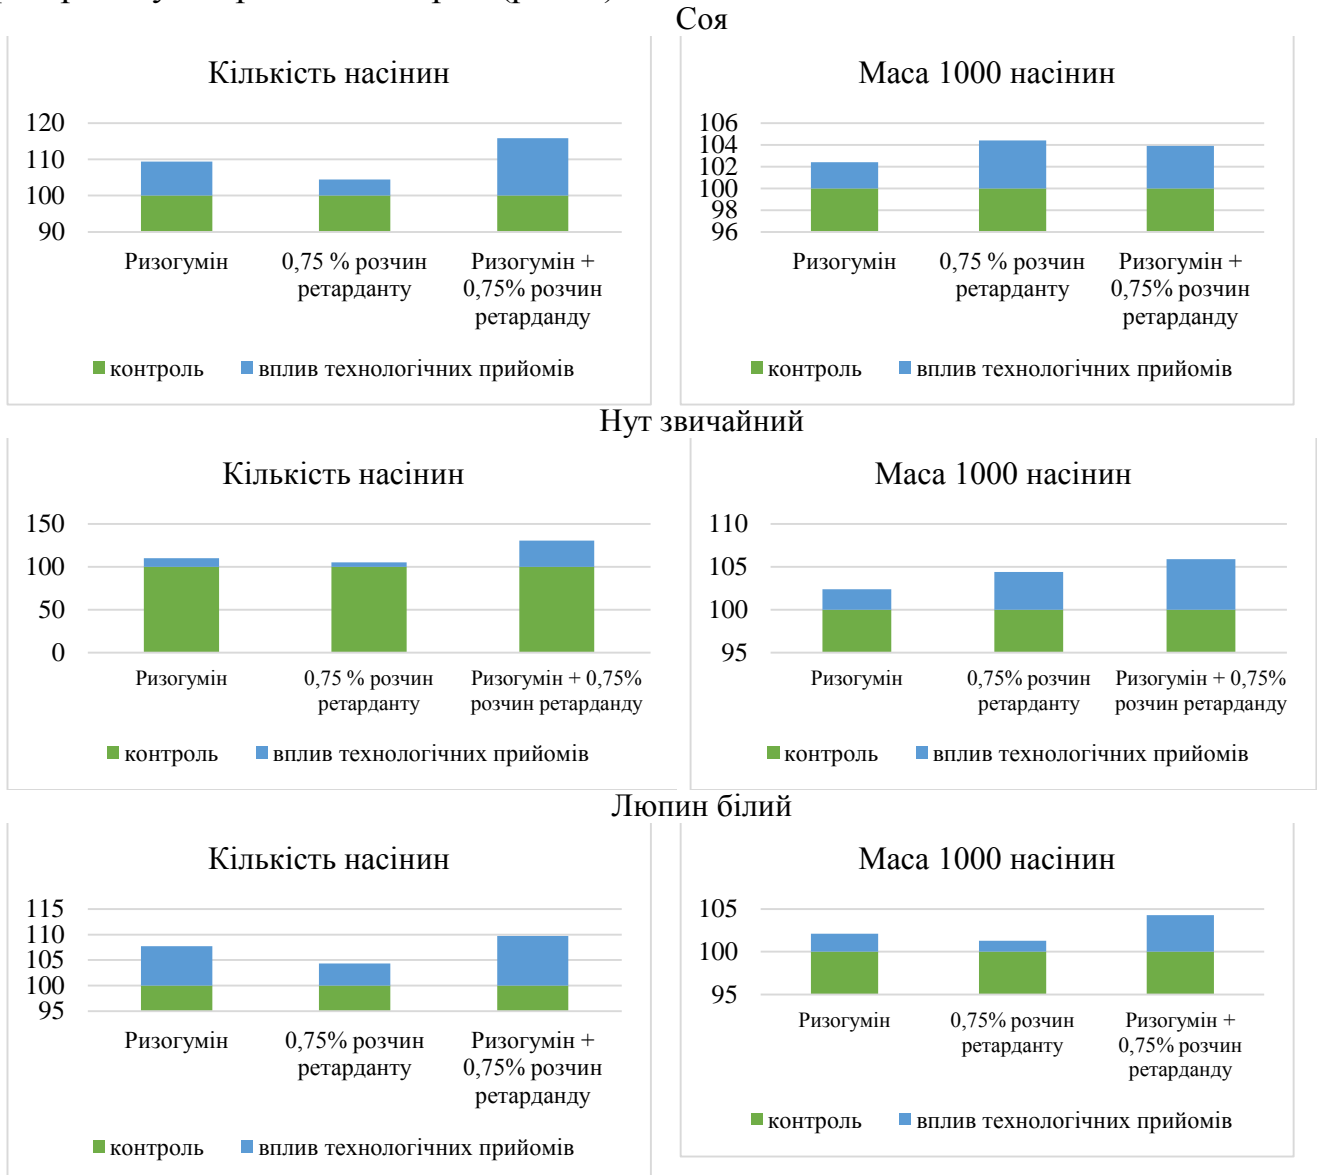 Соя
Кількість насінин
120
110
100
90
Ризогумін
0,75 % розчин
ретарданту
Ризогумін +
0,75% розчин
ретарданду
контроль
вплив технологічних прийомів
Маса 1000 насінин
106
104
102
100
98
96
Ризогумін
0,75 % розчин
ретарданту
Ризогумін +
0,75% розчин
ретарданду
контроль
вплив технологічних прийомів
Нут звичайний
Кількість насінин
150
100
50
0
Ризогумін
0,75 % розчин
ретарданту
Ризогумін + 0,75%
розчин ретарданду
контроль
вплив технологічних прийомів
Маса 1000 насінин
110
105
100
95
Ризогумін
0,75% розчин
ретарданту
Ризогумін + 0,75%
розчин ретарданду
контроль
вплив технологічних прийомів
Люпин білий
Кількість насінин
115
110
105
100
95
Ризогумін
0,75% розчин
ретарданту
Ризогумін +
0,75% розчин
ретарданду
контроль
вплив технологічних прийомів
Маса 1000 насінин
105
100
95
Ризогумін
0,75% розчин
ретарданту
Ризогумін +
0,75% розчин
ретарданду
контроль
вплив технологічних прийомів